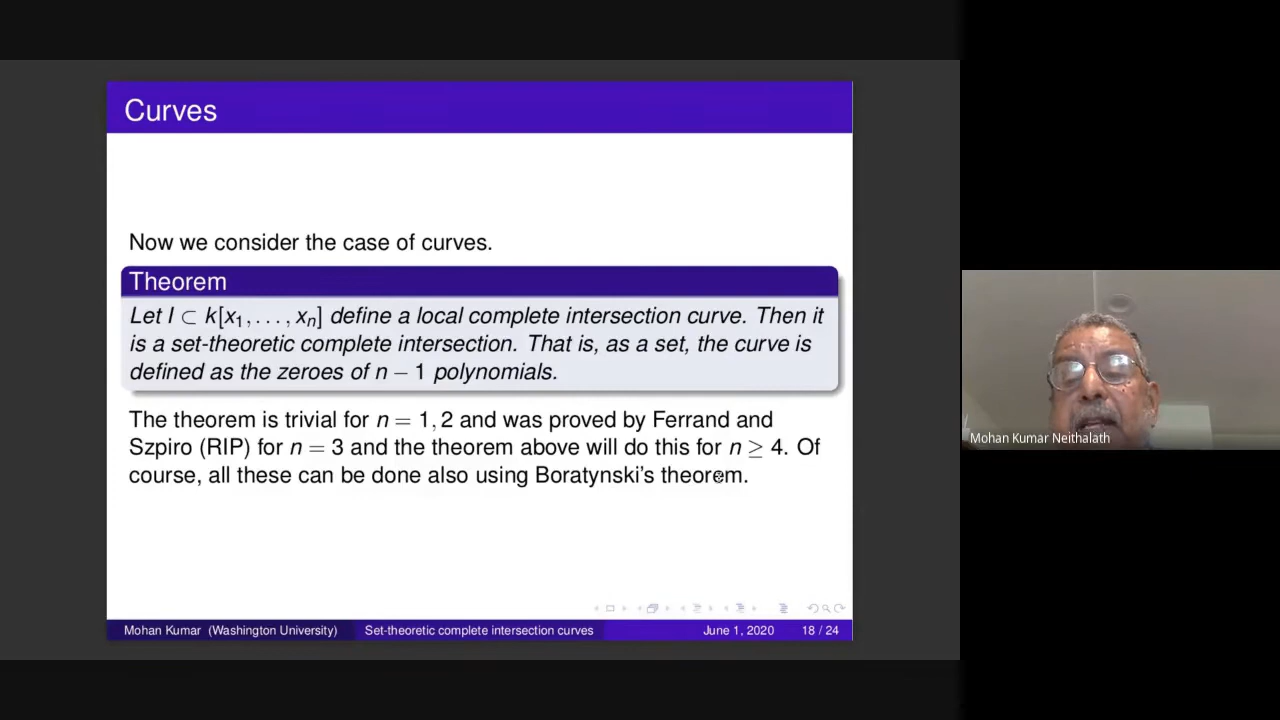 Curves
Now we consider the case of curves.
Theorem
Let I ⊂ k[x₁, . . . , xₙ] define a local complete intersection curve. Then it
is a set-theoretic complete intersection. That is, as a set, the curve is
defined as the zeroes of n − 1 polynomials.
The theorem is trivial for n = 1, 2 and was proved by Ferrand and
Szpiro (RIP) for n = 3 and the theorem above will do this for n ≥ 4. Of
course, all these can be done also using Boratynski's theorem.
Mohan Kumar (Washington University) Set-theoretic complete intersection curves June 1, 2020 18 / 24
Mohan Kumar Neithalath